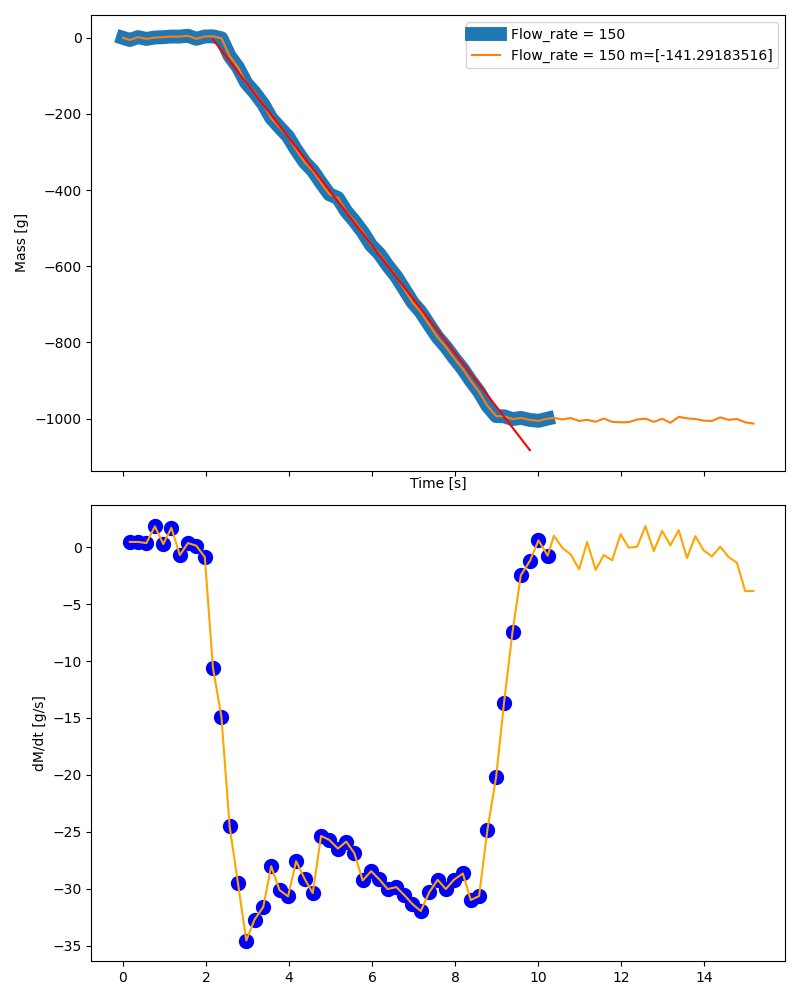 Flow_rate = 150
Flow_rate = 150 m=[-141.29183516]
0
−200
−400
−600
−800
−1000
Mass [g]
Time [s]
0
−5
−10
−15
−20
−25
−30
−35
dM/dt [g/s]
0 2 4 6 8 10 12 14